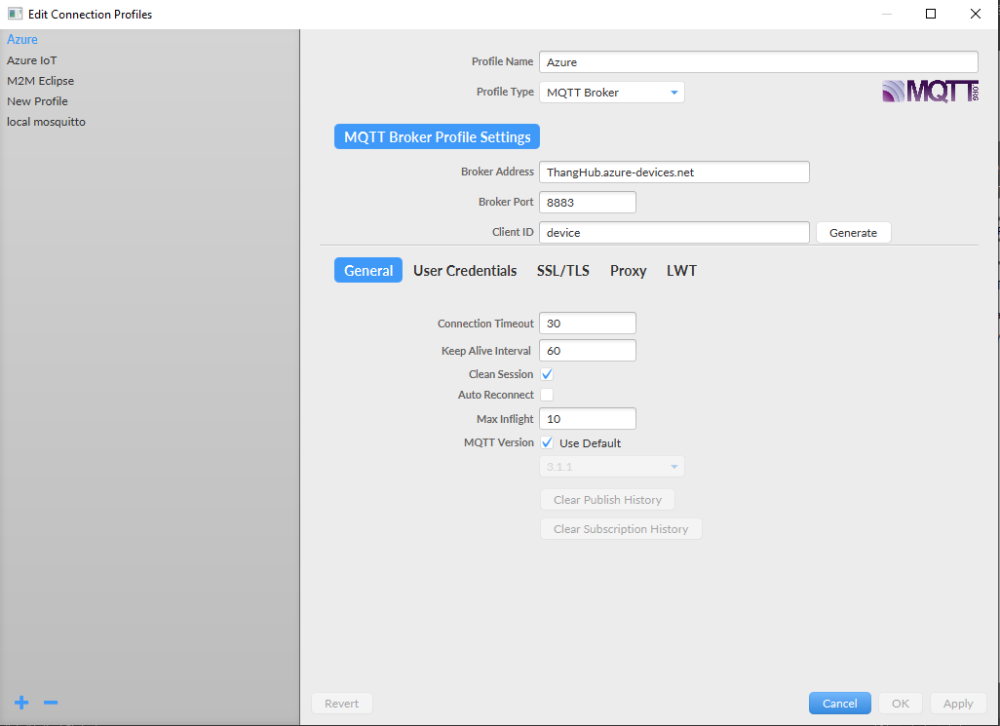 Edit Connection Profiles
Azure
Azure IoT
M2M Eclipse
New Profile
local mosquitto
Profile Name Azure
Profile Type MQTT Broker
MQTT.ORG
MQTT Broker Profile Settings
Broker Address ThangHub.azure-devices.net
Broker Port 8883
Client ID device Generate
General User Credentials SSL/TLS Proxy LWT
Connection Timeout 30
Keep Alive Interval 60
Clean Session
Auto Reconnect
Max Inflight 10
MQTT Version Use Default
3.1.1
Clear Publish History
Clear Subscription History
Revert Cancel OK Apply